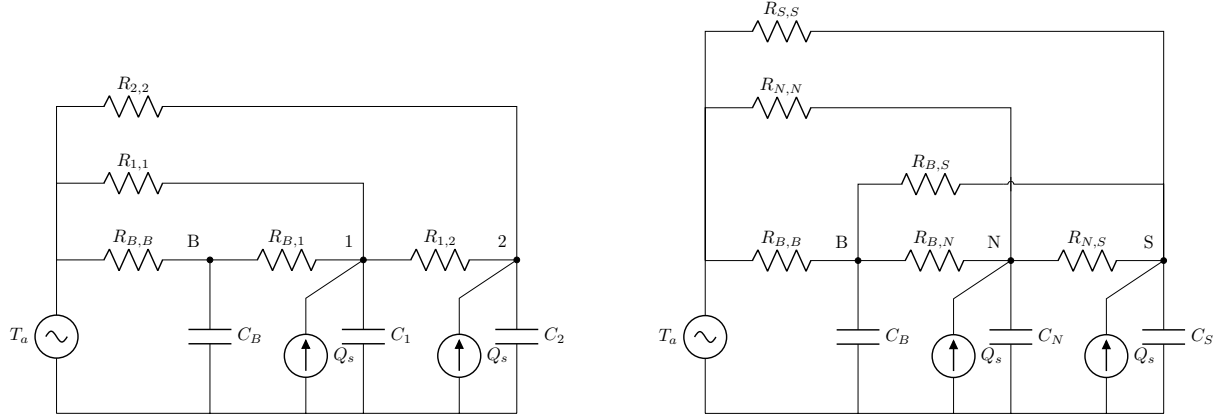 R_{2,2}
R_{1,1}
R_{B,B} B R_{B,1} 1 R_{1,2} 2
T_a C_B Q_s C_1 Q_s C_2
R_{S,S}
R_{N,N}
R_{B,S}
R_{B,B} B R_{B,N} N R_{N,S} S
T_a C_B Q_s C_N Q_s C_S